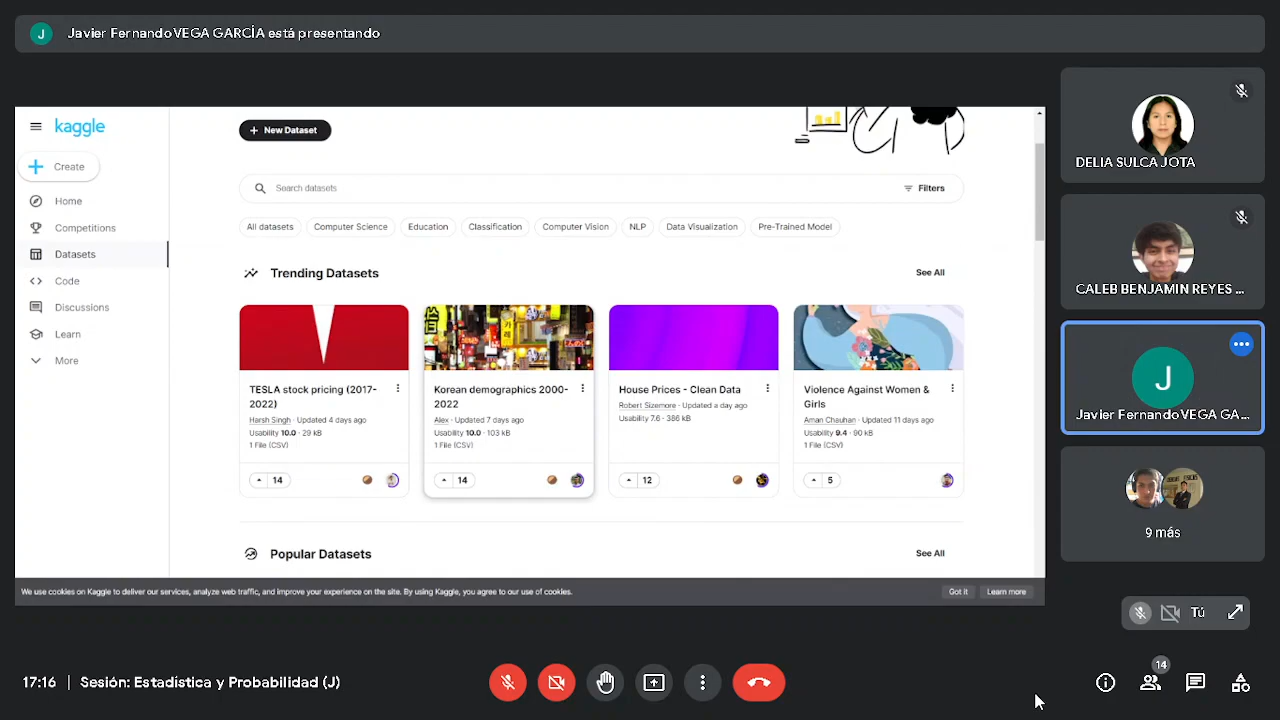 J Javier Fernando VEGA GARCÍA está presentando
kaggle
Create
Home
Competitions
Datasets
Code
Discussions
Learn
More
+ New Dataset
Search datasets
Filters
All datasets Computer Science Education Classification Computer Vision NLP Data Visualization Pre-Trained Model
Trending Datasets See All
TESLA stock pricing (2017-
2022)
Harsh Singh · Updated 4 days ago
Usability 10.0 · 29 kB
1 File (CSV)
14
Korean demographics 2000-
2022
Alex · Updated 7 days ago
Usability 10.0 · 103 kB
1 File (CSV)
14
House Prices - Clean Data
Robert Sizemore · Updated a day ago
Usability 7.6 · 386 kB
12
Violence Against Women &
Girls
Aman Chauhan · Updated 11 days ago
Usability 9.4 · 90 kB
1 File (CSV)
5
Popular Datasets See All
We use cookies on Kaggle to deliver our services, analyze web traffic, and improve your experience on the site. By using Kaggle, you agree to our use of cookies.
Got it Learn more
DELIA SULCA JOTA
CALEB BENJAMIN REYES ...
J
Javier Fernando VEGA GA...
9 más
Tú
17:16 | Sesión: Estadística y Probabilidad (J)
14